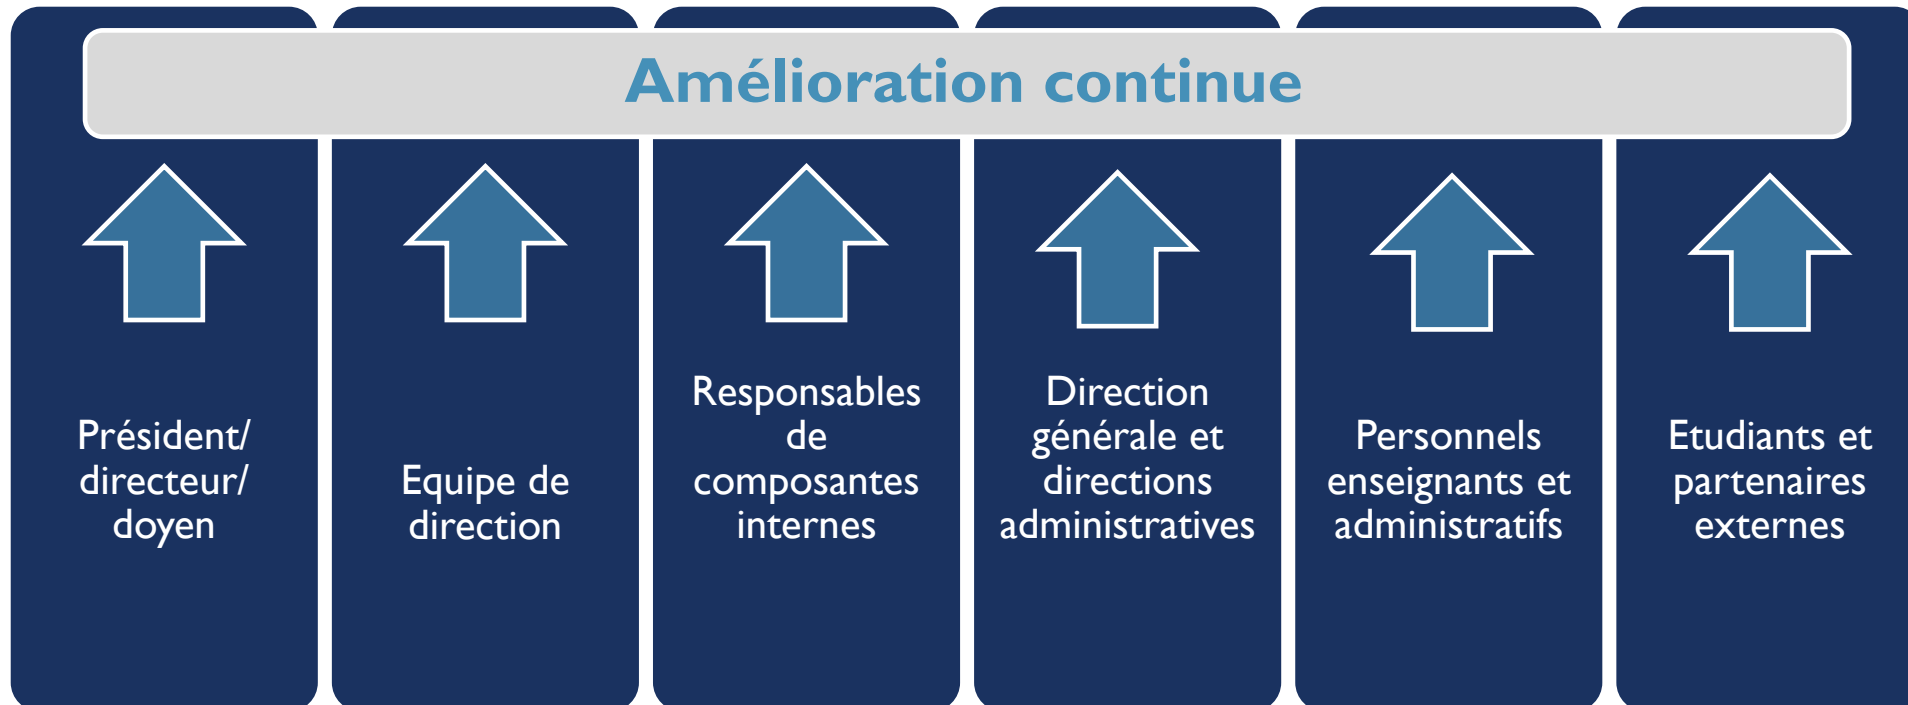 Amélioration continue
Président/
directeur/
doyen
Equipe de
direction
Responsables
de
composantes
internes
Direction
générale et
directions
administratives
Personnels
enseignants et
administratifs
Etudiants et
partenaires
externes